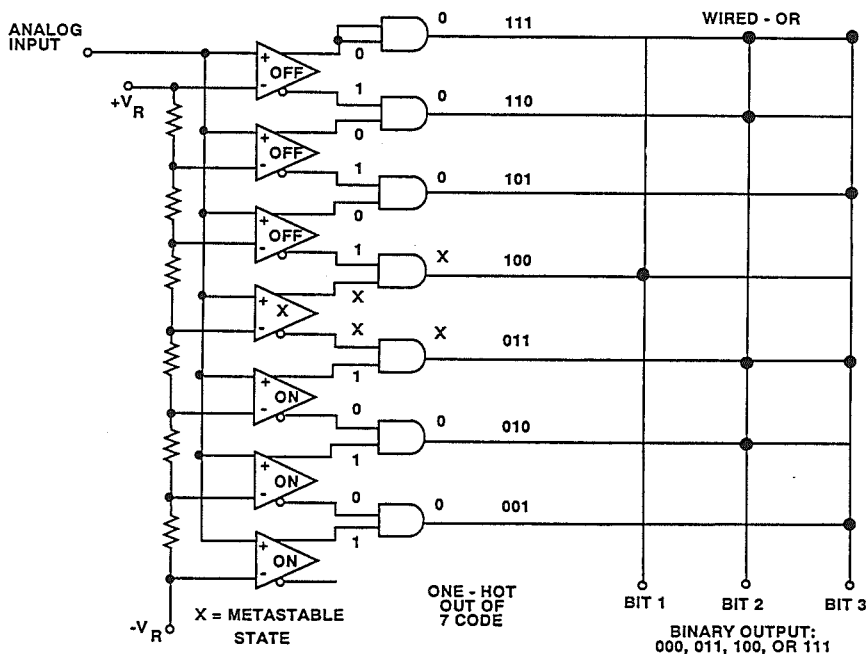 ANALOG
INPUT
+VR
-VR
+
-
OFF
+
-
OFF
+
-
OFF
+
-
X
+
-
ON
+
-
ON
+
-
ON
0
1
0
1
0
1
X
X
1
0
1
0
1
0 111
0 110
0 101
X 100
X 011
0 010
0 001
WIRED - OR
X = METASTABLE
STATE
ONE - HOT
OUT OF
7 CODE
BIT 1 BIT 2 BIT 3
BINARY OUTPUT:
000, 011, 100, OR 111